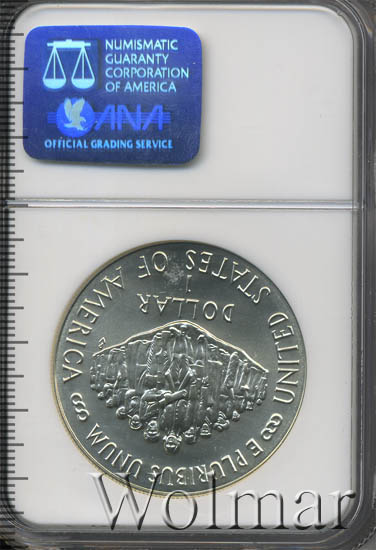 NUMISMATIC
GUARANTY
CORPORATION
OF AMERICA
ANA
OFFICIAL GRADING SERVICE
UNITED STATES OF AMERICA
DOLLAR 1
E PLURIBUS UNUM
Wolmar